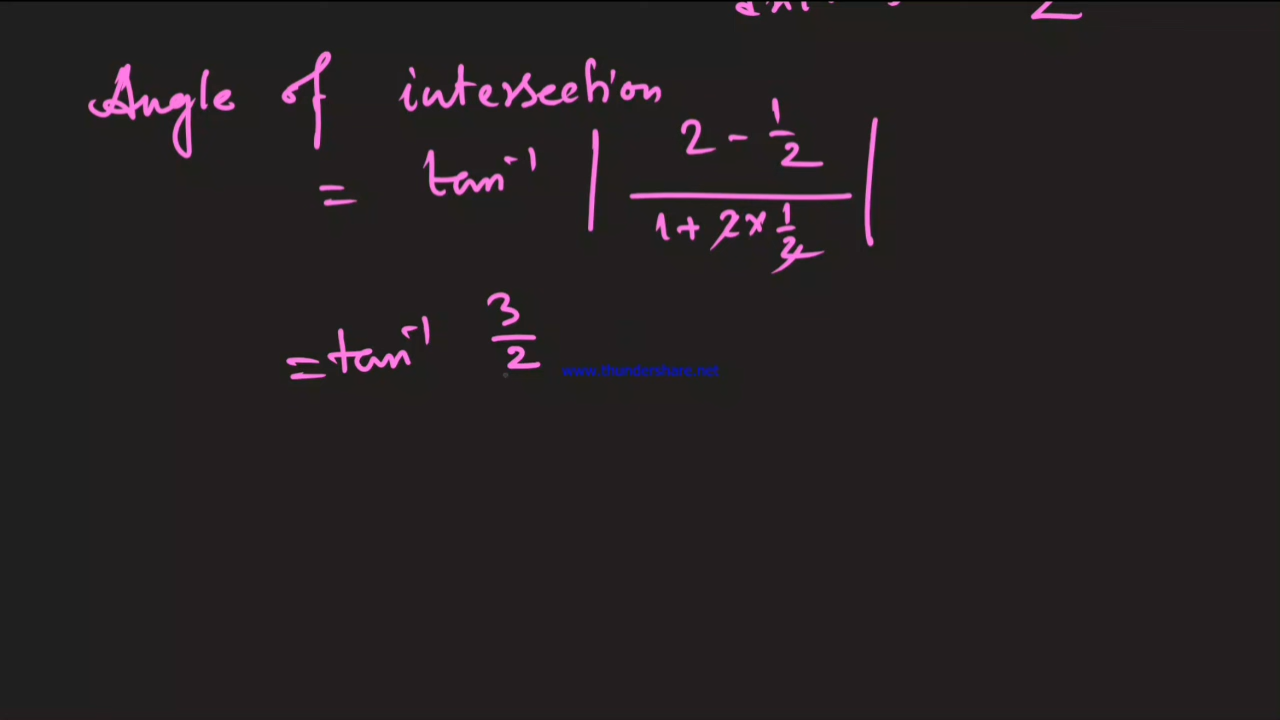 2
Angle of intersection
= tan⁻¹ | (2 - 1/2) / (1 + 2 x 1/2) |
= tan⁻¹ 3/2
www.thundershare.net